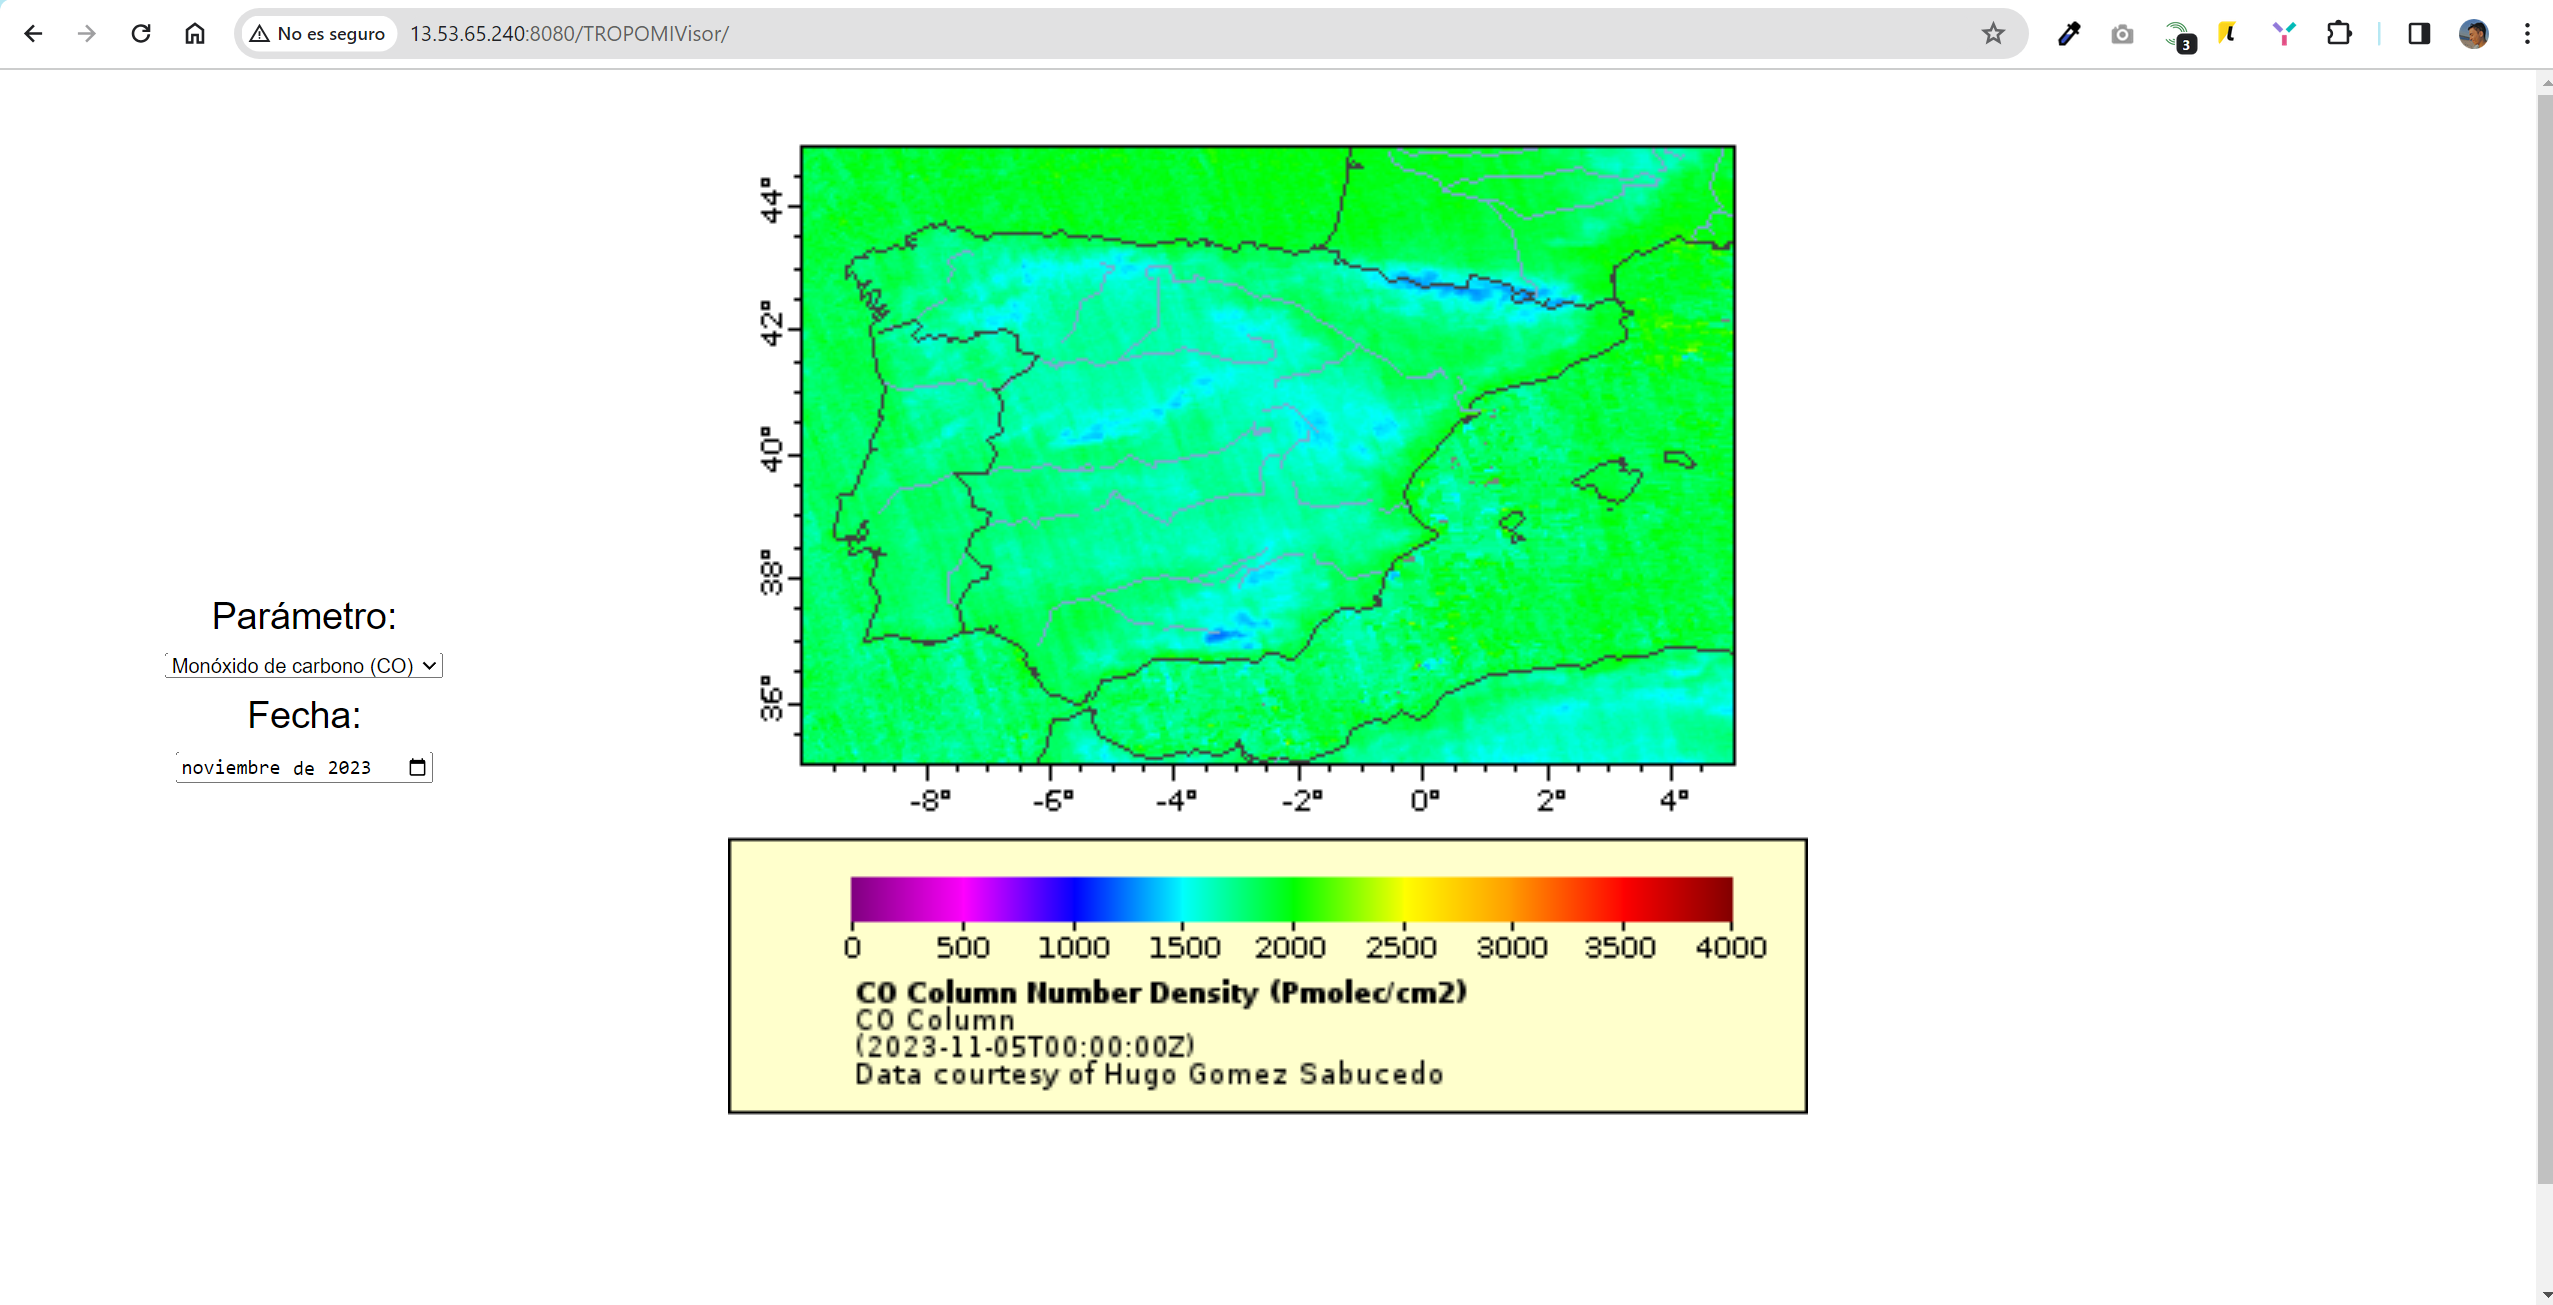 No es seguro
13.53.65.240:8080/TROPOMIVisor/
3
44°
42°
40°
38°
36°
-8° -6° -4° -2° 0° 2° 4°
Parámetro:
Monóxido de carbono (CO)
Fecha:
noviembre de 2023
0 500 1000 1500 2000 2500 3000 3500 4000
CO Column Number Density (Pmolec/cm2)
CO Column
(2023-11-05T00:00:00Z)
Data courtesy of Hugo Gomez Sabucedo